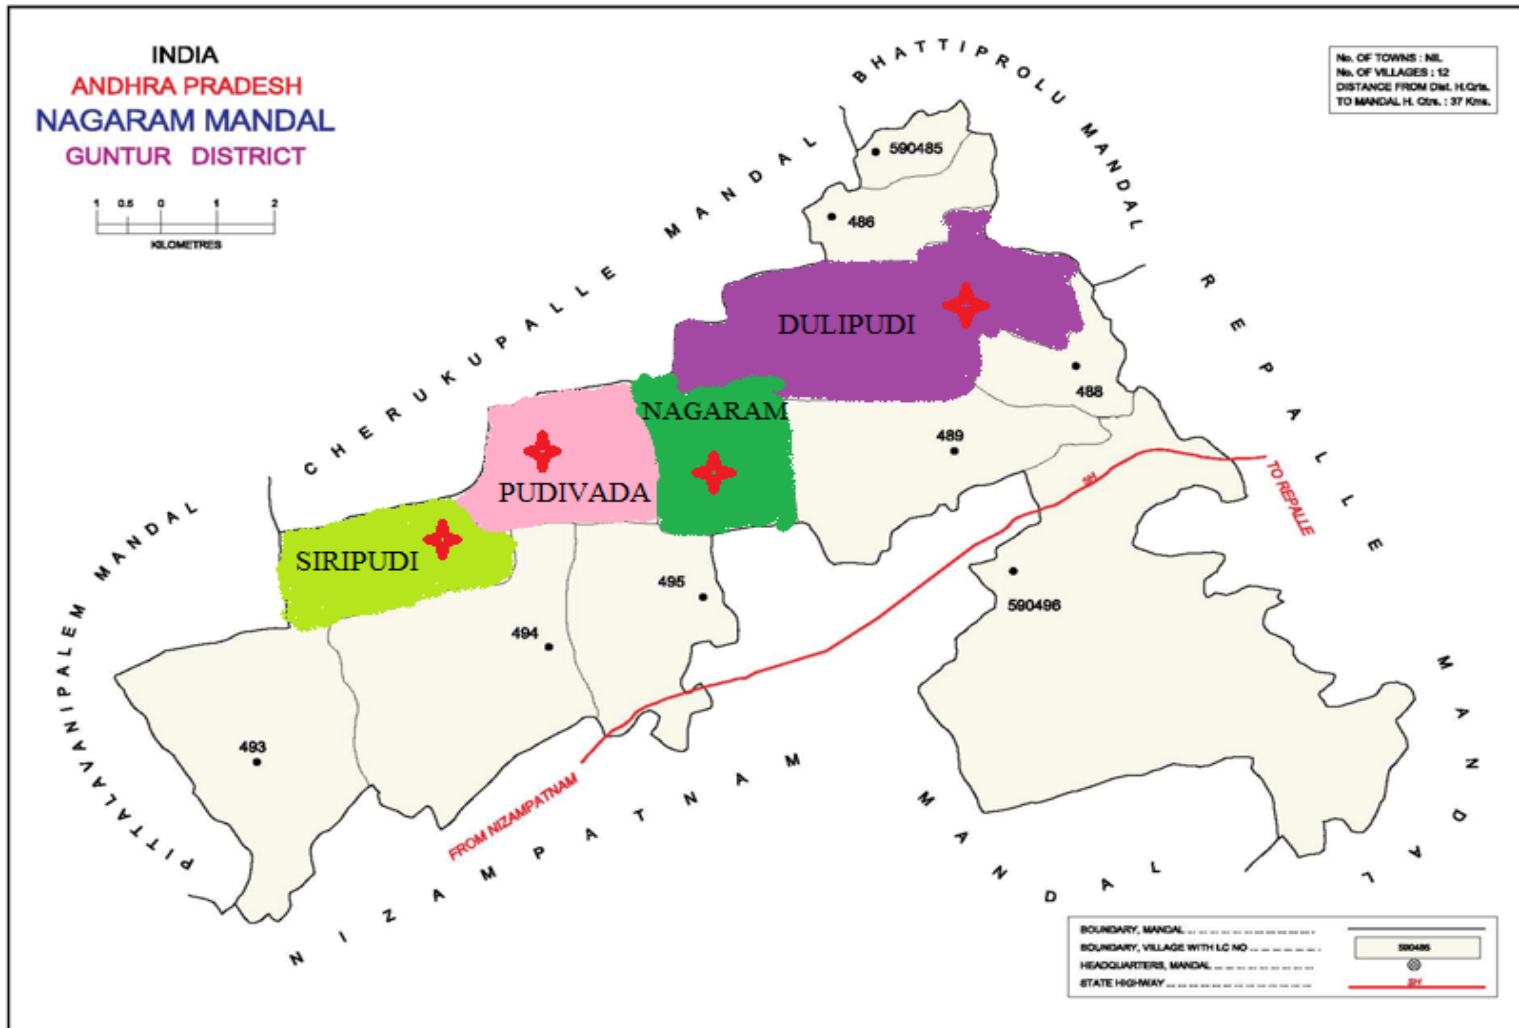 INDIA
ANDHRA PRADESH
NAGARAM MANDAL
GUNTUR DISTRICT
1 0.5 0 1 2
KILOMETRES
No. OF TOWNS : NIL
No. OF VILLAGES : 12
DISTANCE FROM Dist. H.Qrts.
TO MANDAL H. Qtrs. : 37 Kms.
BHATTIPROLU MANDAL
CHERUKUPALLE MANDAL
REPALLE MANDAL
PITTALAVANIPALEM MANDAL
NIZAMPATNAM MANDAL
590485
486
DULIPUDI
488
NAGARAM
489
PUDIVADA
SH
TO REPALLE
SIRIPUDI
495
590496
494
493
FROM NIZAMPATNAM
BOUNDARY, MANDAL
BOUNDARY, VILLAGE WITH LC NO 590485
HEADQUARTERS, MANDAL
STATE HIGHWAY SH